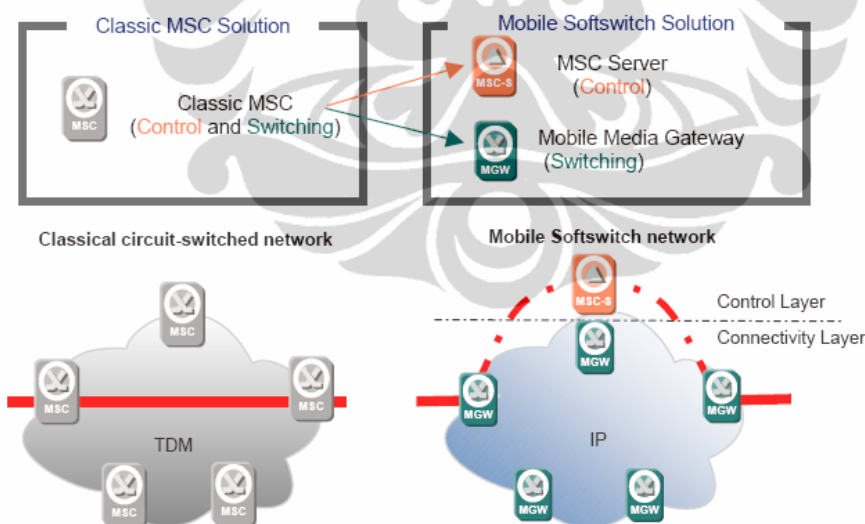 Classic MSC Solution
Mobile Softswitch Solution
MSC
Classic MSC
(Control and Switching)
MSC-S
MSC Server
(Control)
MGW
Mobile Media Gateway
(Switching)
Classical circuit-switched network
Mobile Softswitch network
MSC
MSC
MSC
TDM
MSC
MSC
MSC-S
Control Layer
Connectivity Layer
MGW
MGW
MGW
IP
MGW
MGW